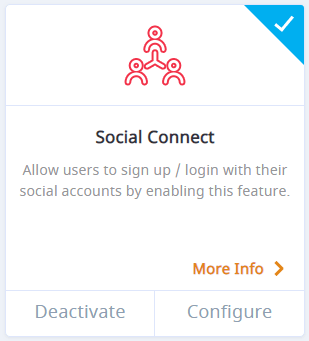 Social Connect
Allow users to sign up / login with their
social accounts by enabling this feature.
More Info
Deactivate
Configure